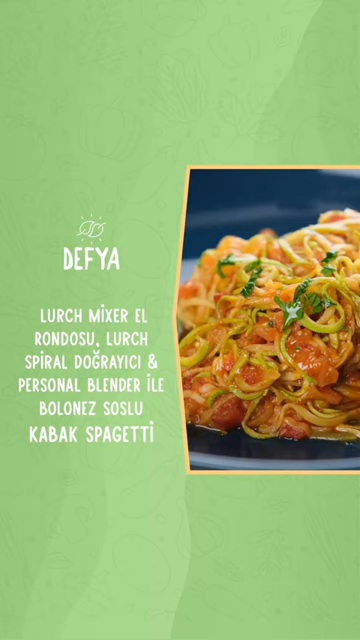 DEFYA
LURCH MİXER EL
RONDOSU, LURCH
SPİRAL DOĞRAYICI &
PERSONAL BLENDER İLE
BOLONEZ SOSLU
KABAK SPAGETTİ